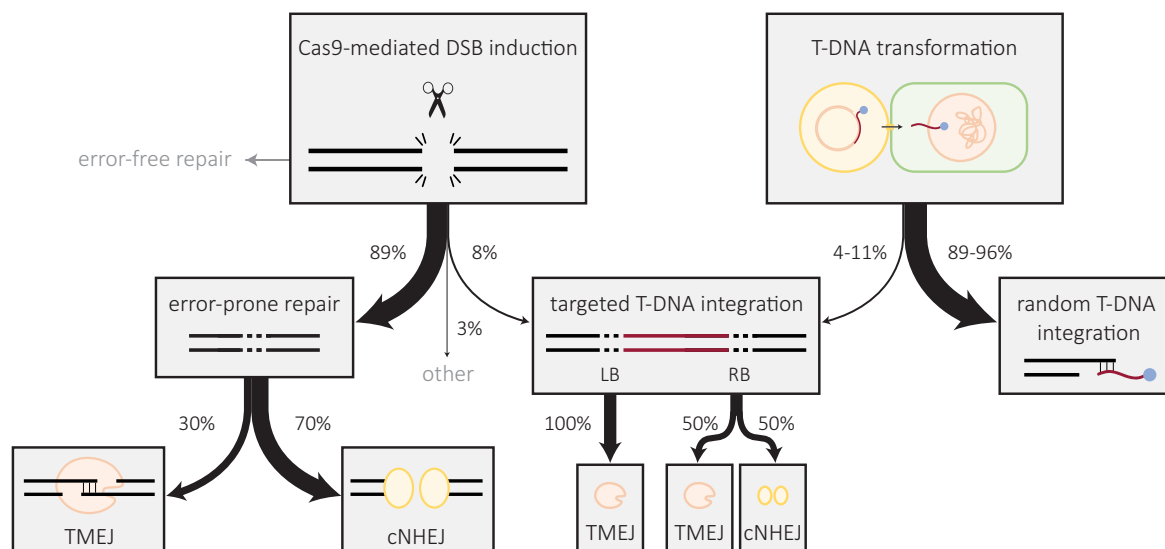 Cas9-mediated DSB induction
T-DNA transformation
error-free repair
89%
8%
4-11%
89-96%
error-prone repair
3%
other
targeted T-DNA integration
LB
RB
random T-DNA
integration
30%
70%
100%
50%
50%
TMEJ
cNHEJ
TMEJ
TMEJ
cNHEJ